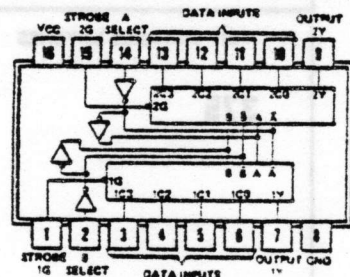 STROBE A DATA INPUTS OUTPUT
VCC 2G SELECT 2Y
16 15 14 13 12 11 10 9
2C3 2C2 2C1 2C0 2Y
2G
B B A A
B B A A
1G
1C3 1C2 1C1 1C0 1Y
1 2 3 4 5 6 7 8
STROBE B OUTPUT GND
1G SELECT DATA INPUTS 1Y